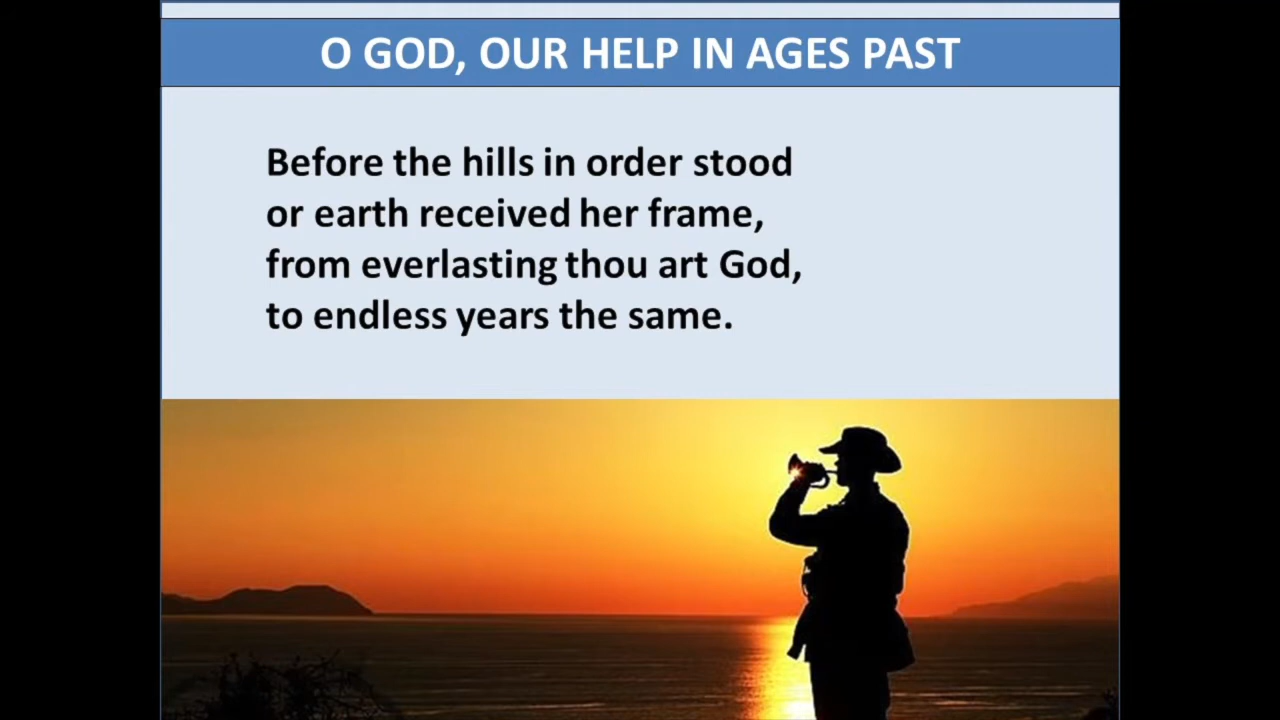 O GOD, OUR HELP IN AGES PAST
Before the hills in order stood
or earth received her frame,
from everlasting thou art God,
to endless years the same.